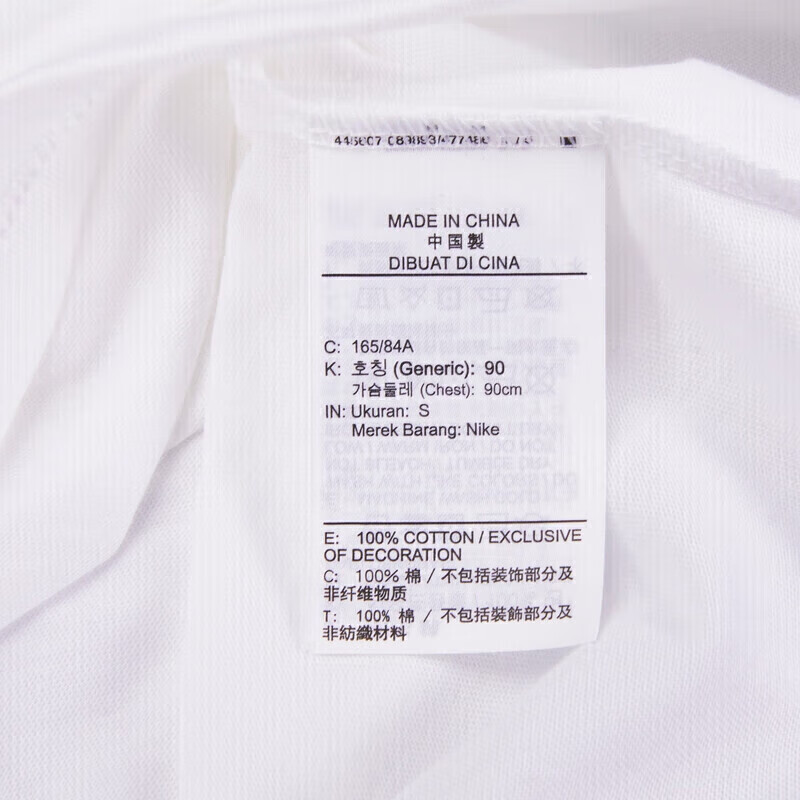 MADE IN CHINA
中国製
DIBUAT DI CINA
C: 165/84A
K: 호칭 (Generic): 90
가슴둘레 (Chest): 90cm
IN: Ukuran: S
Merek Barang: Nike
E: 100% COTTON / EXCLUSIVE
OF DECORATION
C: 100% 棉 / 不包括装饰部分及
非纤维物质
T: 100% 棉 / 不包括裝飾部分及
非紡織材料